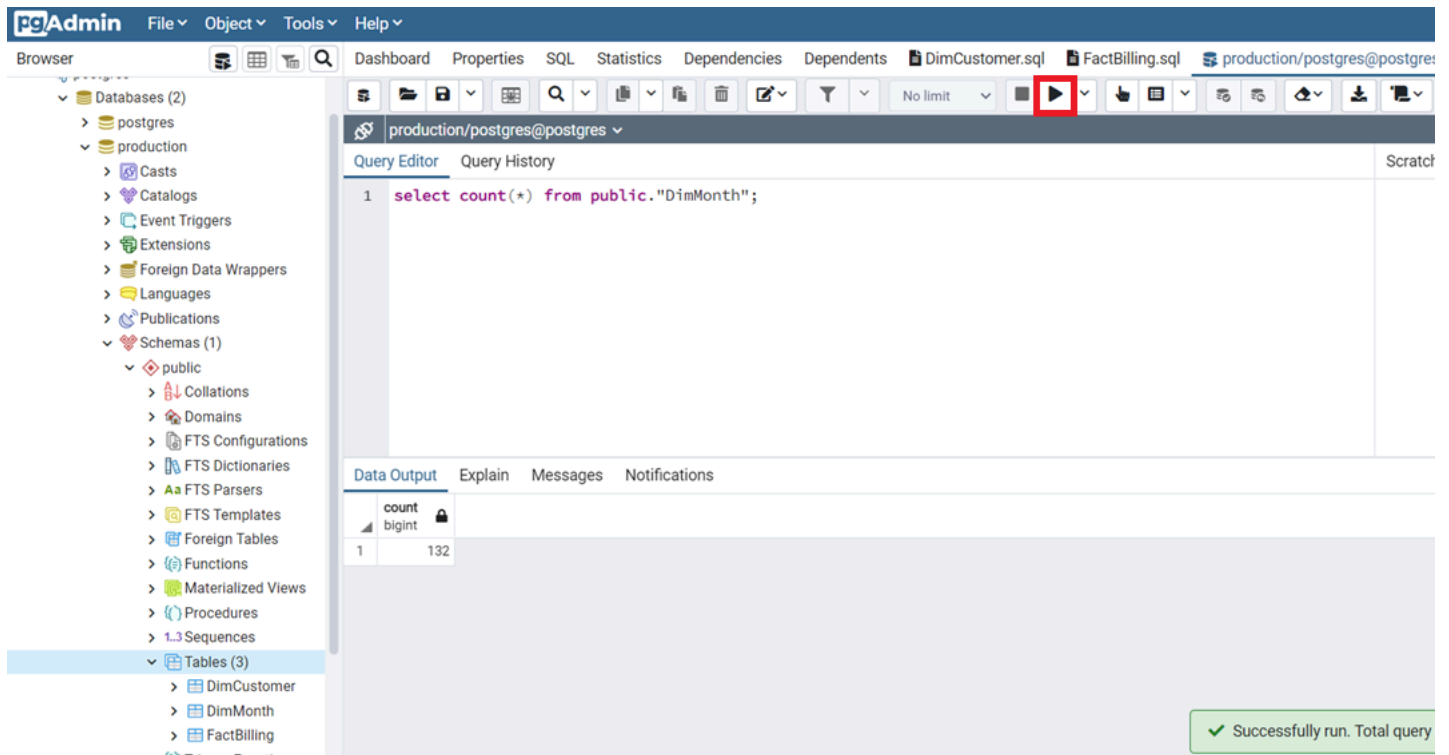 pgAdmin File Object Tools Help
Browser
Dashboard Properties SQL Statistics Dependencies Dependents DimCustomer.sql FactBilling.sql production/postgres@postgres
Databases (2)
postgres
production
Casts
Catalogs
Event Triggers
Extensions
Foreign Data Wrappers
Languages
Publications
Schemas (1)
public
Collations
Domains
FTS Configurations
FTS Dictionaries
Aa FTS Parsers
FTS Templates
Foreign Tables
Functions
Materialized Views
Procedures
1..3 Sequences
Tables (3)
DimCustomer
DimMonth
FactBilling
No limit
production/postgres@postgres
Query Editor Query History
Scratch
1 select count(*) from public."DimMonth";
Data Output Explain Messages Notifications
count
bigint
1 132
Successfully run. Total query